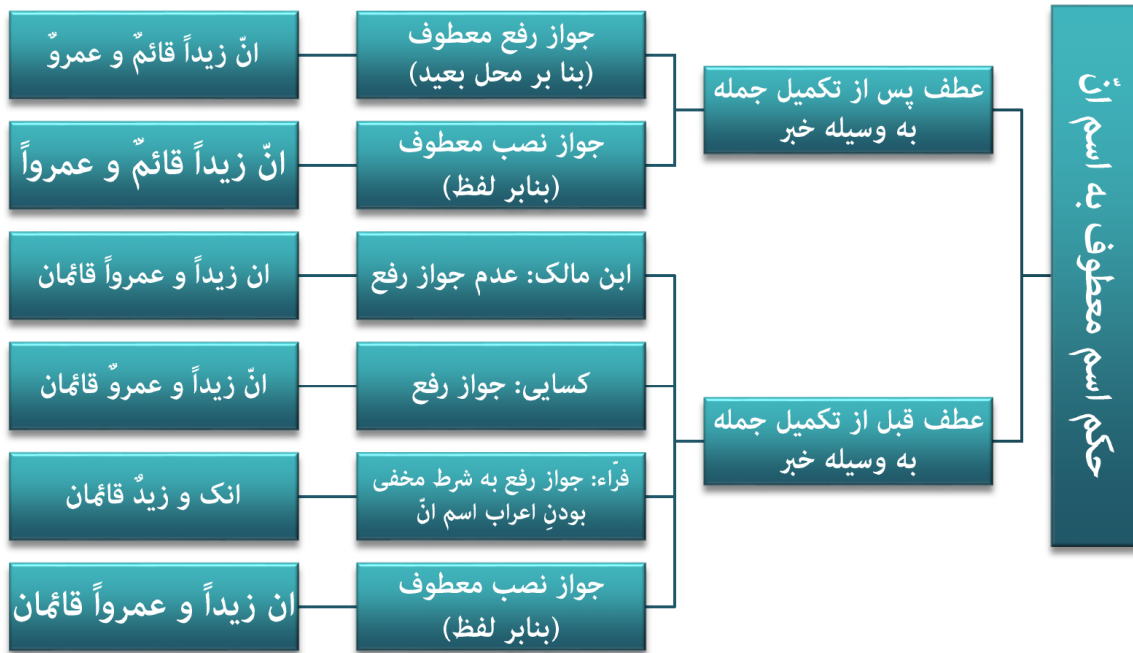 حکم اسم معطوف به اسم انّ
عطف پس از تکمیل جمله
به وسیله خبر
جواز رفع معطوف
(بنا بر محل بعید)
انّ زیداً قائمٌ و عمروٌ
جواز نصب معطوف
(بنابر لفظ)
انّ زیداً قائمٌ و عمرواً
عطف قبل از تکمیل جمله
به وسیله خبر
ابن مالک: عدم جواز رفع
ان زیداً و عمرواً قائمان
کسایی: جواز رفع
انّ زیداً و عمروٌ قائمان
فرّاء: جواز رفع به شرط مخفی
بودنِ اعراب اسم انّ
انک و زیدٌ قائمان
جواز نصب معطوف
(بنابر لفظ)
ان زیداً و عمرواً قائمان